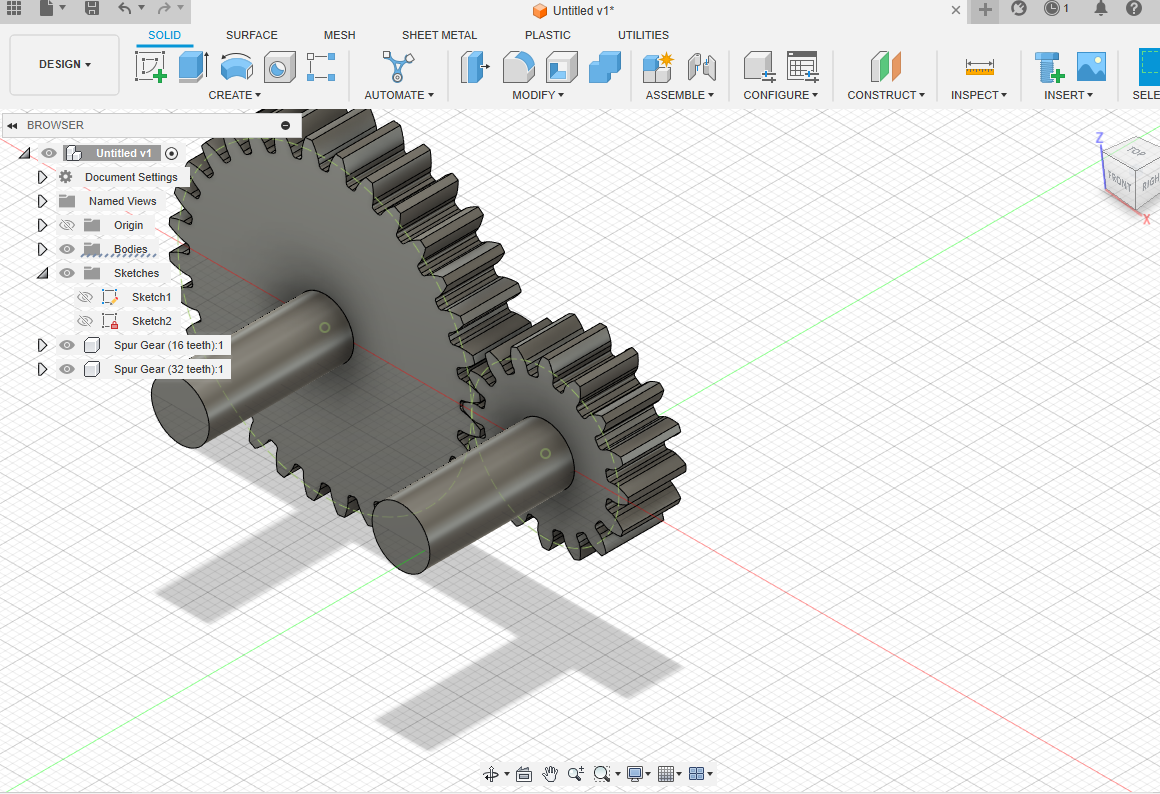 Untitled v1*
1
SOLID SURFACE MESH SHEET METAL PLASTIC UTILITIES
DESIGN
CREATE AUTOMATE MODIFY ASSEMBLE CONFIGURE CONSTRUCT INSPECT INSERT SELE
BROWSER
Untitled v1
Document Settings
Named Views
Origin
Bodies
Sketches
Sketch1
Sketch2
Spur Gear (16 teeth):1
Spur Gear (32 teeth):1
Z
TOP
FRONT
RIGH
X